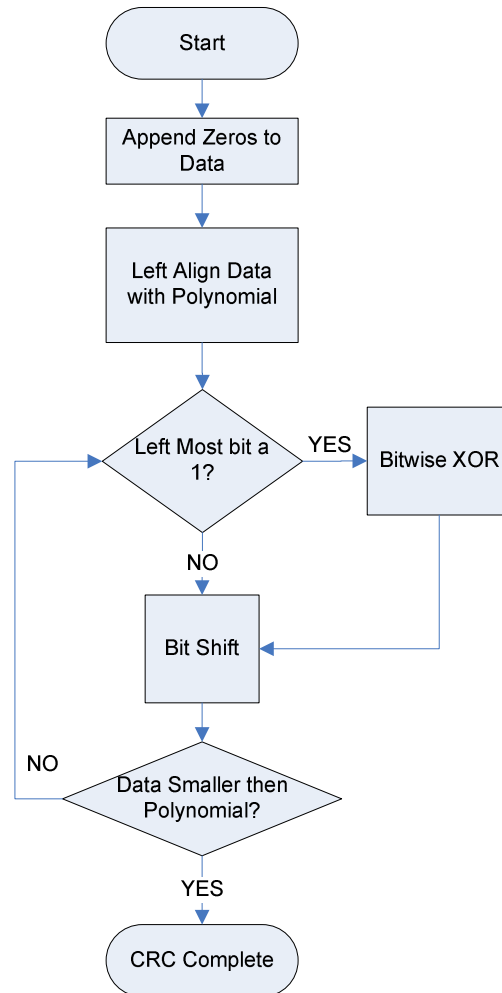 Start
Append Zeros to
Data
Left Align Data
with Polynomial
Left Most bit a
1?
YES
Bitwise XOR
NO
Bit Shift
NO
Data Smaller then
Polynomial?
YES
CRC Complete